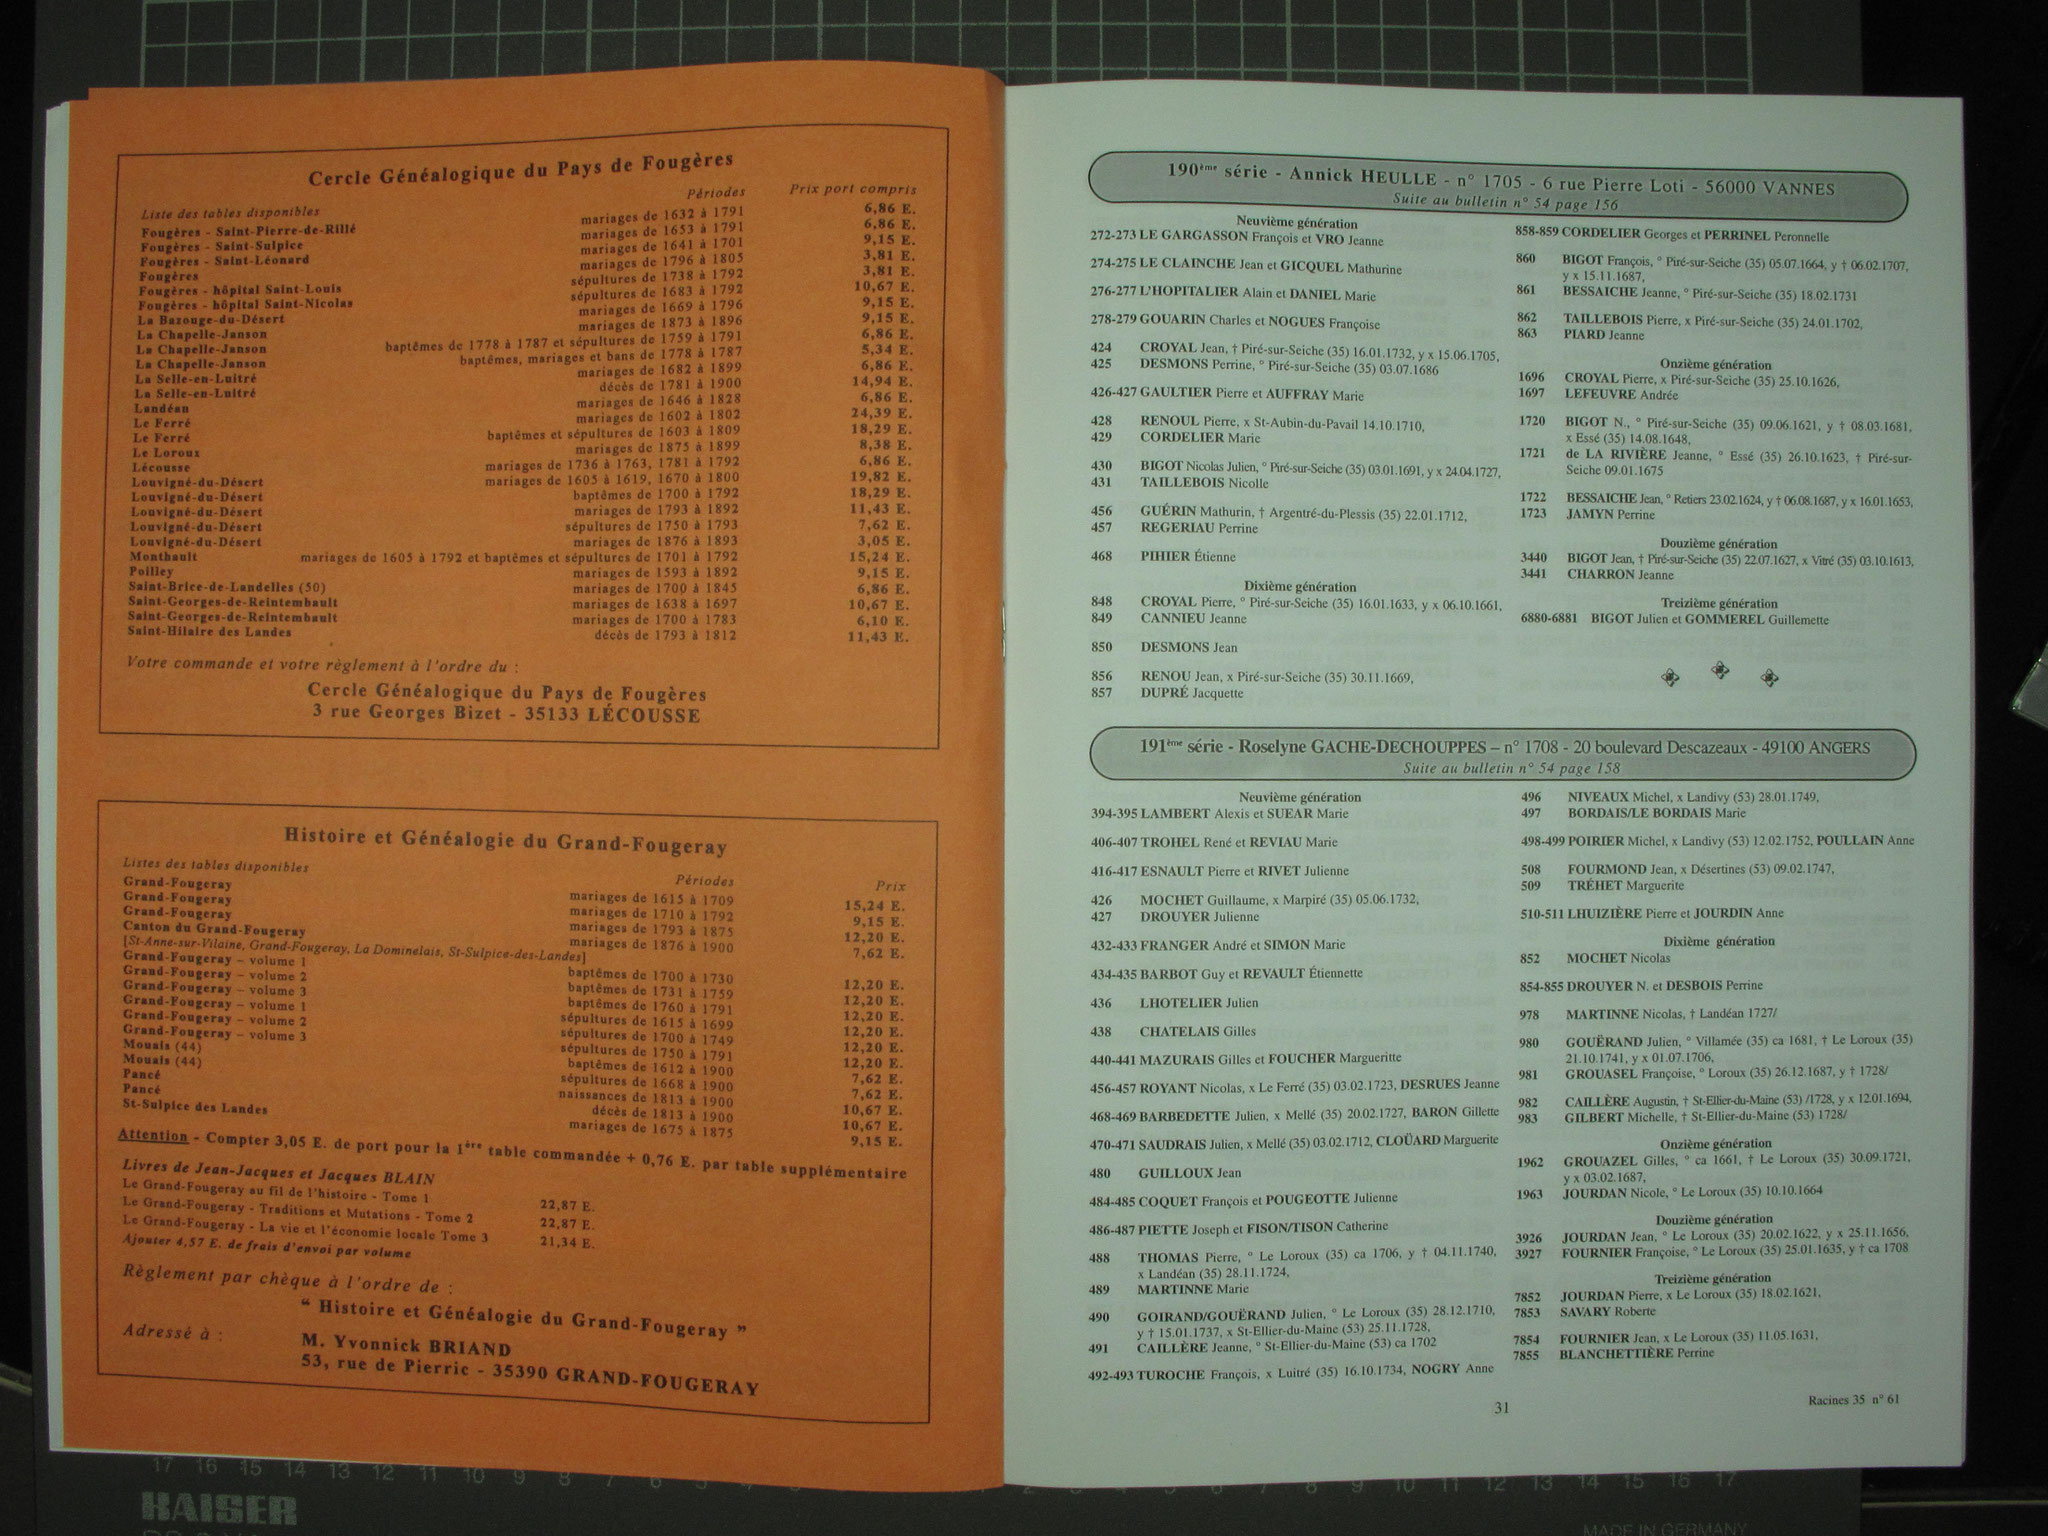 Cercle Généalogique du Pays de Fougères
Liste des tables disponibles Périodes Prix port compris
Fougères - Saint-Pierre-de-Rillé mariages de 1632 à 1791 6,86 E.
Fougères - Saint-Sulpice mariages de 1653 à 1791 6,86 E.
Fougères - Saint-Léonard mariages de 1641 à 1701 9,15 E.
Fougères mariages de 1796 à 1805 3,81 E.
Fougères - hôpital Saint-Louis sépultures de 1738 à 1792 3,81 E.
Fougères - hôpital Saint-Nicolas sépultures de 1683 à 1792 10,67 E.
La Bazouge-du-Désert mariages de 1669 à 1796 9,15 E.
La Chapelle-Janson mariages de 1873 à 1896 9,15 E.
La Chapelle-Janson baptêmes de 1778 à 1787 et sépultures de 1759 à 1791 6,86 E.
La Chapelle-Janson baptêmes, mariages et bans de 1778 à 1787 5,34 E.
La Selle-en-Luitré mariages de 1682 à 1899 6,86 E.
La Selle-en-Luitré décès de 1781 à 1900 14,94 E.
Landéan mariages de 1646 à 1828 6,86 E.
Le Ferré mariages de 1602 à 1802 24,39 E.
Le Ferré baptêmes et sépultures de 1603 à 1809 18,29 E.
Le Loroux mariages de 1875 à 1899 8,38 E.
Lécousse mariages de 1736 à 1763, 1781 à 1792 6,86 E.
Louvigné-du-Désert mariages de 1605 à 1619, 1670 à 1800 19,82 E.
Louvigné-du-Désert baptêmes de 1700 à 1792 18,29 E.
Louvigné-du-Désert mariages de 1793 à 1892 11,43 E.
Louvigné-du-Désert sépultures de 1750 à 1793 7,62 E.
Louvigné-du-Désert mariages de 1876 à 1893 3,05 E.
Monthault mariages de 1605 à 1792 et baptêmes et sépultures de 1701 à 1792 15,24 E.
Poilley mariages de 1593 à 1892 9,15 E.
Saint-Brice-de-Landelles (50) mariages de 1700 à 1845 6,86 E.
Saint-Georges-de-Reintembault mariages de 1638 à 1697 10,67 E.
Saint-Georges-de-Reintembault mariages de 1700 à 1783 6,10 E.
Saint-Hilaire des Landes décès de 1793 à 1812 11,43 E.
Votre commande et votre règlement à l'ordre du :
Cercle Généalogique du Pays de Fougères
3 rue Georges Bizet - 35133 LÉCOUSSE
Histoire et Généalogie du Grand-Fougeray
Listes des tables disponibles Périodes Prix
Grand-Fougeray mariages de 1615 à 1709 15,24 E.
Grand-Fougeray mariages de 1710 à 1792 9,15 E.
Grand-Fougeray mariages de 1793 à 1875 12,20 E.
Canton du Grand-Fougeray mariages de 1876 à 1900 7,62 E.
[St-Anne-sur-Vilaine, Grand-Fougeray, La Dominelais, St-Sulpice-des-Landes]
Grand-Fougeray – volume 1 baptêmes de 1700 à 1730 12,20 E.
Grand-Fougeray – volume 2 baptêmes de 1731 à 1759 12,20 E.
Grand-Fougeray – volume 3 baptêmes de 1760 à 1791 12,20 E.
Grand-Fougeray – volume 1 sépultures de 1615 à 1699 12,20 E.
Grand-Fougeray – volume 2 sépultures de 1700 à 1749 12,20 E.
Grand-Fougeray – volume 3 sépultures de 1750 à 1791 12,20 E.
Mouais (44) baptêmes de 1612 à 1900 7,62 E.
Mouais (44) sépultures de 1668 à 1900 7,62 E.
Pancé naissances de 1813 à 1900 10,67 E.
Pancé décès de 1813 à 1900 10,67 E.
St-Sulpice des Landes mariages de 1675 à 1875 9,15 E.
Attention - Compter 3,05 E. de port pour la 1ère table commandée + 0,76 E. par table supplémentaire
Livres de Jean-Jacques et Jacques BLAIN
Le Grand-Fougeray au fil de l'histoire - Tome 1 22,87 E.
Le Grand-Fougeray - Traditions et Mutations - Tome 2 22,87 E.
Le Grand-Fougeray - La vie et l'économie locale Tome 3 21,34 E.
Ajouter 4,57 E. de frais d'envoi par volume
Règlement par chèque à l'ordre de :
“ Histoire et Généalogie du Grand-Fougeray ”
Adressé à : M. Yvonnick BRIAND
53, rue de Pierric - 35390 GRAND-FOUGERAY
190ème série - Annick HEULLE - n° 1705 - 6 rue Pierre Loti - 56000 VANNES
Suite au bulletin n° 54 page 156
Neuvième génération
272-273 LE GARGASSON François et VRO Jeanne
274-275 LE CLAINCHE Jean et GICQUEL Mathurine
276-277 L'HOPITALIER Alain et DANIEL Marie
278-279 GOUARIN Charles et NOGUES Françoise
424 CROYAL Jean, † Piré-sur-Seiche (35) 16.01.1732, y x 15.06.1705,
425 DESMONS Perrine, ° Piré-sur-Seiche (35) 03.07.1686
426-427 GAULTIER Pierre et AUFFRAY Marie
428 RENOUL Pierre, x St-Aubin-du-Pavail 14.10.1710,
429 CORDELIER Marie
430 BIGOT Nicolas Julien, ° Piré-sur-Seiche (35) 03.01.1691, y x 24.04.1727,
431 TAILLEBOIS Nicolle
456 GUÉRIN Mathurin, † Argentré-du-Plessis (35) 22.01.1712,
457 REGERIAU Perrine
468 PIHIER Étienne
Dixième génération
848 CROYAL Pierre, ° Piré-sur-Seiche (35) 16.01.1633, y x 06.10.1661,
849 CANNIEU Jeanne
850 DESMONS Jean
856 RENOU Jean, x Piré-sur-Seiche (35) 30.11.1669,
857 DUPRÉ Jacquette
858-859 CORDELIER Georges et PERRINEL Peronnelle
860 BIGOT François, ° Piré-sur-Seiche (35) 05.07.1664, y † 06.02.1707,
y x 15.11.1687,
861 BESSAICHE Jeanne, ° Piré-sur-Seiche (35) 18.02.1731
862 TAILLEBOIS Pierre, x Piré-sur-Seiche (35) 24.01.1702,
863 PIARD Jeanne
Onzième génération
1696 CROYAL Pierre, x Piré-sur-Seiche (35) 25.10.1626,
1697 LEFEUVRE Andrée
1720 BIGOT N., ° Piré-sur-Seiche (35) 09.06.1621, y † 08.03.1681,
x Essé (35) 14.08.1648,
1721 de LA RIVIÈRE Jeanne, ° Essé (35) 26.10.1623, † Piré-sur-
Seiche 09.01.1675
1722 BESSAICHE Jean, ° Retiers 23.02.1624, y † 06.08.1687, y x 16.01.1653,
1723 JAMYN Perrine
Douzième génération
3440 BIGOT Jean, † Piré-sur-Seiche (35) 22.07.1627, x Vitré (35) 03.10.1613,
3441 CHARRON Jeanne
Treizième génération
6880-6881 BIGOT Julien et GOMMEREL Guillemette
191ème série - Roselyne GACHE-DECHOUPPES – n° 1708 - 20 boulevard Descazeaux - 49100 ANGERS
Suite au bulletin n° 54 page 158
Neuvième génération
394-395 LAMBERT Alexis et SUEAR Marie
406-407 TROHEL René et REVIAU Marie
416-417 ESNAULT Pierre et RIVET Julienne
426 MOCHET Guillaume, x Marpiré (35) 05.06.1732,
427 DROUYER Julienne
432-433 FRANGER André et SIMON Marie
434-435 BARBOT Guy et REVAULT Étiennette
436 LHOTELIER Julien
438 CHATELAIS Gilles
440-441 MAZURAIS Gilles et FOUCHER Margueritte
456-457 ROYANT Nicolas, x Le Ferré (35) 03.02.1723, DESRUES Jeanne
468-469 BARBEDETTE Julien, x Mellé (35) 20.02.1727, BARON Gillette
470-471 SAUDRAIS Julien, x Mellé (35) 03.02.1712, CLOÜARD Marguerite
480 GUILLOUX Jean
484-485 COQUET François et POUGEOTTE Julienne
486-487 PIETTE Joseph et FISON/TISON Catherine
488 THOMAS Pierre, ° Le Loroux (35) ca 1706, y † 04.11.1740,
x Landéan (35) 28.11.1724,
489 MARTINNE Marie
490 GOIRAND/GOUËRAND Julien, ° Le Loroux (35) 28.12.1710,
y † 15.01.1737, x St-Ellier-du-Maine (53) 25.11.1728,
491 CAILLÈRE Jeanne, ° St-Ellier-du-Maine (53) ca 1702
492-493 TUROCHE François, x Luitré (35) 16.10.1734, NOGRY Anne
496 NIVEAUX Michel, x Landivy (53) 28.01.1749,
497 BORDAIS/LE BORDAIS Marie
498-499 POIRIER Michel, x Landivy (53) 12.02.1752, POULLAIN Anne
508 FOURMOND Jean, x Désertines (53) 09.02.1747,
509 TRÉHET Marguerite
510-511 LHUIZIÈRE Pierre et JOURDIN Anne
Dixième génération
852 MOCHET Nicolas
854-855 DROUYER N. et DESBOIS Perrine
978 MARTINNE Nicolas, † Landéan 1727/
980 GOUËRAND Julien, ° Villamée (35) ca 1681, † Le Loroux (35)
21.10.1741, y x 01.07.1706,
981 GROUASEL Françoise, ° Loroux (35) 26.12.1687, y † 1728/
982 CAILLÈRE Augustin, † St-Ellier-du-Maine (53) /1728, y x 12.01.1694,
983 GILBERT Michelle, † St-Ellier-du-Maine (53) 1728/
Onzième génération
1962 GROUAZEL Gilles, ° ca 1661, † Le Loroux (35) 30.09.1721,
y x 03.02.1687,
1963 JOURDAN Nicole, ° Le Loroux (35) 10.10.1664
Douzième génération
3926 JOURDAN Jean, ° Le Loroux (35) 20.02.1622, y x 25.11.1656,
3927 FOURNIER Françoise, ° Le Loroux (35) 25.01.1635, y † ca 1708
Treizième génération
7852 JOURDAN Pierre, x Le Loroux (35) 18.02.1621,
7853 SAVARY Roberte
7854 FOURNIER Jean, x Le Loroux (35) 11.05.1631,
7855 BLANCHETTIÈRE Perrine
31
Racines 35 n° 61
17 16 15 14 13 12 11 10 9 8 7 6 5
8 9 10 11 12 13 14 15 16 17
KAISER
MADE IN GERMANY